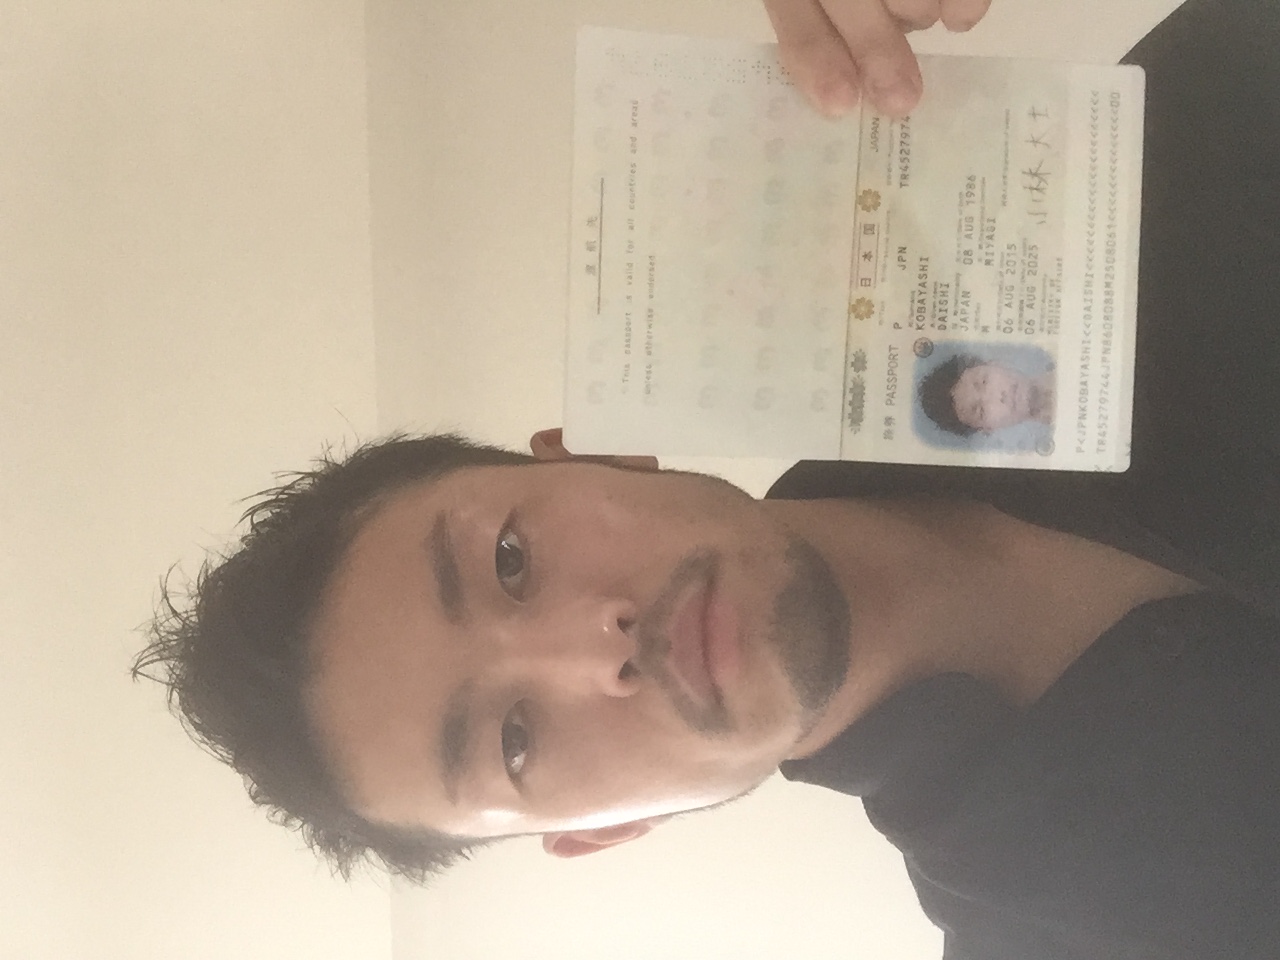 渡航先
This passport is valid for all countries and areas
unless otherwise endorsed.
日本国 JAPAN
旅券 PASSPORT P JPN TR4527974
KOBAYASHI
DAISHI
JAPAN 08 AUG 1986
M MIYAGI
06 AUG 2015
06 AUG 2025 小林大士
MINISTRY OF
FOREIGN AFFAIRS
P<JPNKOBAYASHI<<DAISHI<<<<<<<<<<<<<<<<<<<<<<
TR45279744JPN8608088M2508061<<<<<<<<<<<<<<00